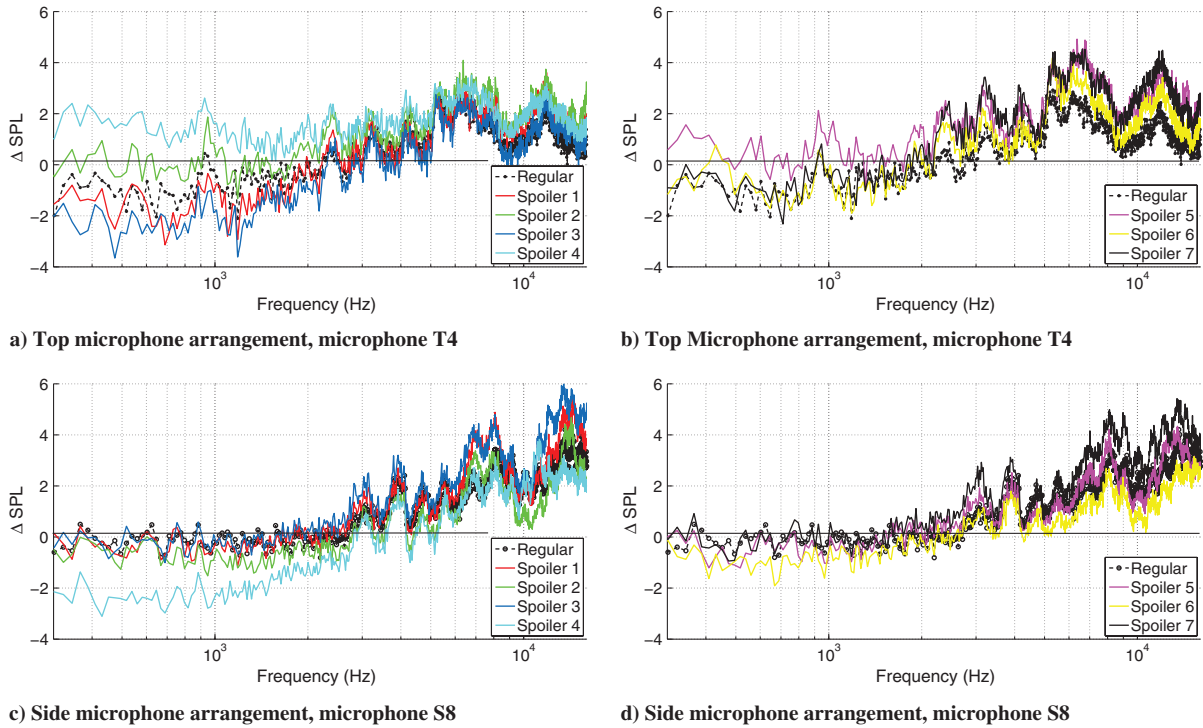 6
4
2
0
−2
−4
Δ SPL
Regular
Spoiler 1
Spoiler 2
Spoiler 3
Spoiler 4
10³
10⁴
Frequency (Hz)
a) Top microphone arrangement, microphone T4
6
4
2
0
−2
−4
Δ SPL
Regular
Spoiler 5
Spoiler 6
Spoiler 7
10³
10⁴
Frequency (Hz)
b) Top Microphone arrangement, microphone T4
6
4
2
0
−2
−4
Δ SPL
Regular
Spoiler 1
Spoiler 2
Spoiler 3
Spoiler 4
10³
10⁴
Frequency (Hz)
c) Side microphone arrangement, microphone S8
6
4
2
0
−2
−4
Δ SPL
Regular
Spoiler 5
Spoiler 6
Spoiler 7
10³
10⁴
Frequency (Hz)
d) Side microphone arrangement, microphone S8